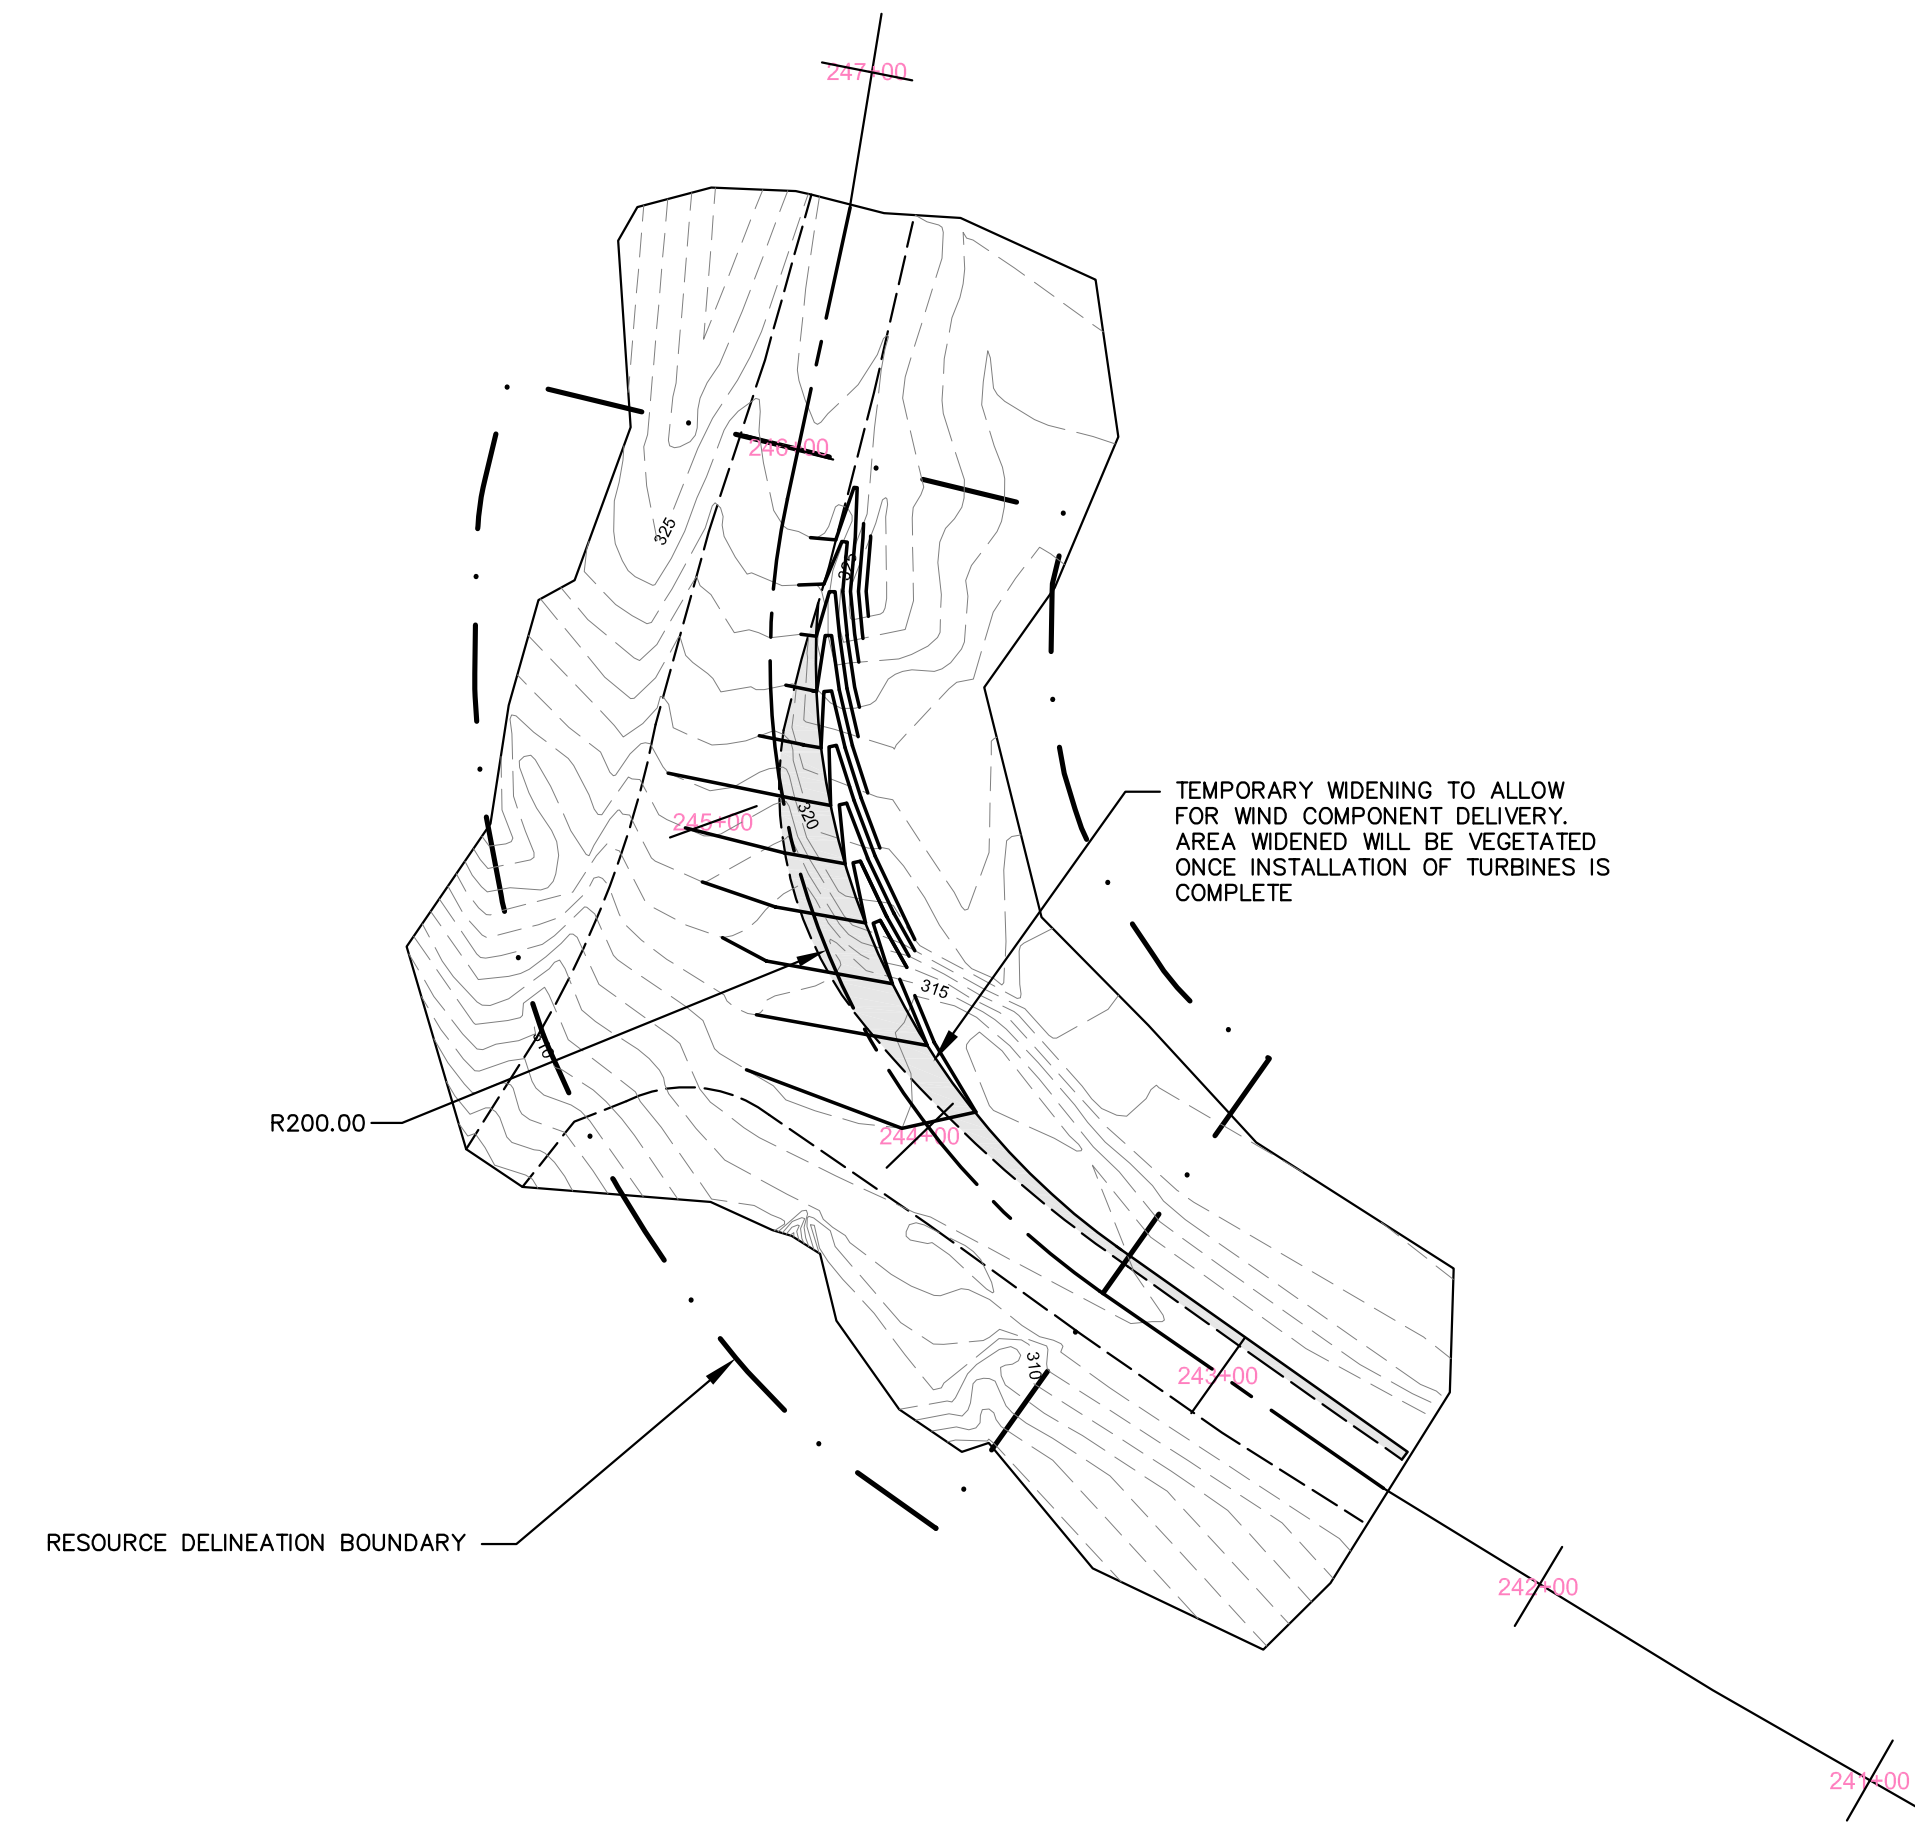 247+00
246+00
325
325
TEMPORARY WIDENING TO ALLOW
FOR WIND COMPONENT DELIVERY.
AREA WIDENED WILL BE VEGETATED
ONCE INSTALLATION OF TURBINES IS
COMPLETE
320
245+00
315
310
R200.00
244+00
310
243+00
RESOURCE DELINEATION BOUNDARY
242+00
241+00